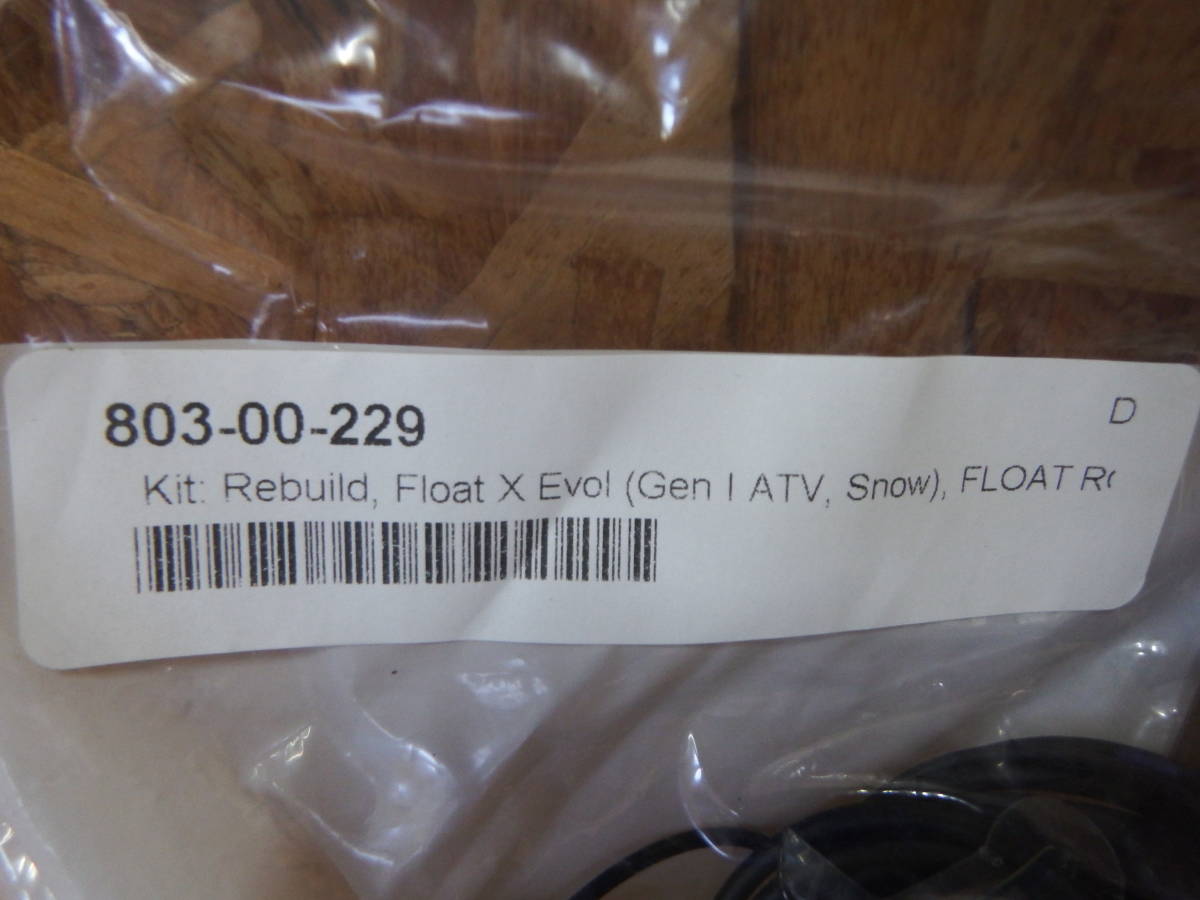 803-00-229
D
Kit: Rebuild, Float X Evol (Gen I ATV, Snow), FLOAT